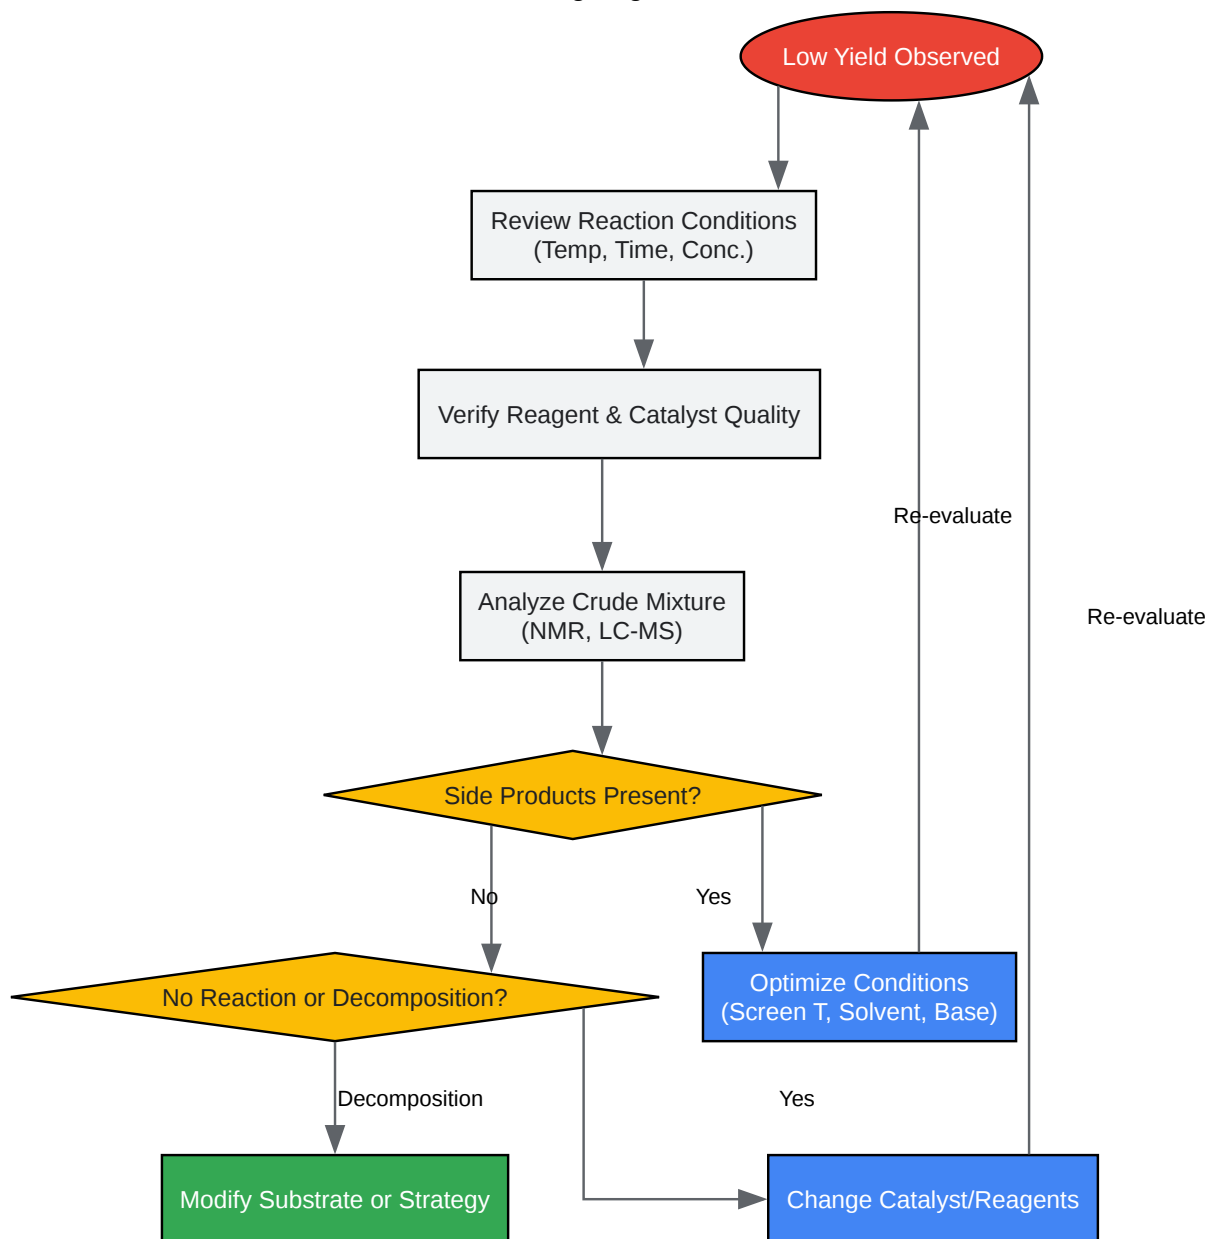 Low Yield Observed
Review Reaction Conditions
(Temp, Time, Conc.)
Verify Reagent & Catalyst Quality
Re-evaluate
Analyze Crude Mixture
(NMR, LC-MS)
Re-evaluate
Side Products Present?
No
Yes
No Reaction or Decomposition?
Optimize Conditions
(Screen T, Solvent, Base)
Decomposition
Yes
Modify Substrate or Strategy
Change Catalyst/Reagents